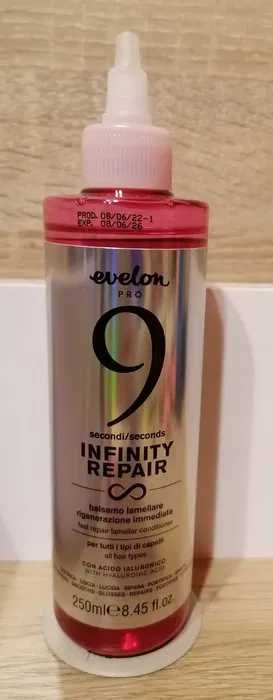 PROD. 08/06/22-1
EXP. 08/06/26
evelon
PRO
9
secondi/seconds
INFINITY
REPAIR
balsamo lamellare
rigenerazione immediata
fast repair lamellar conditioner
per tutti i tipi di capelli
all hair types
CON ACIDO IALURONICO
WITH HYALURONIC ACID
250ml e 8.45 fl.oz.